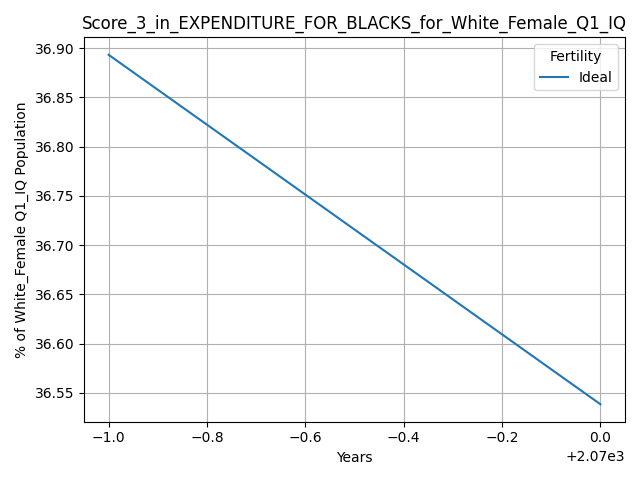 Score_3_in_EXPENDITURE_FOR_BLACKS_for_White_Female_Q1_IQ
Fertility
Ideal
% of White_Female Q1_IQ Population
36.90
36.85
36.80
36.75
36.70
36.65
36.60
36.55
−1.0 −0.8 −0.6 −0.4 −0.2 0.0
+2.07e3
Years